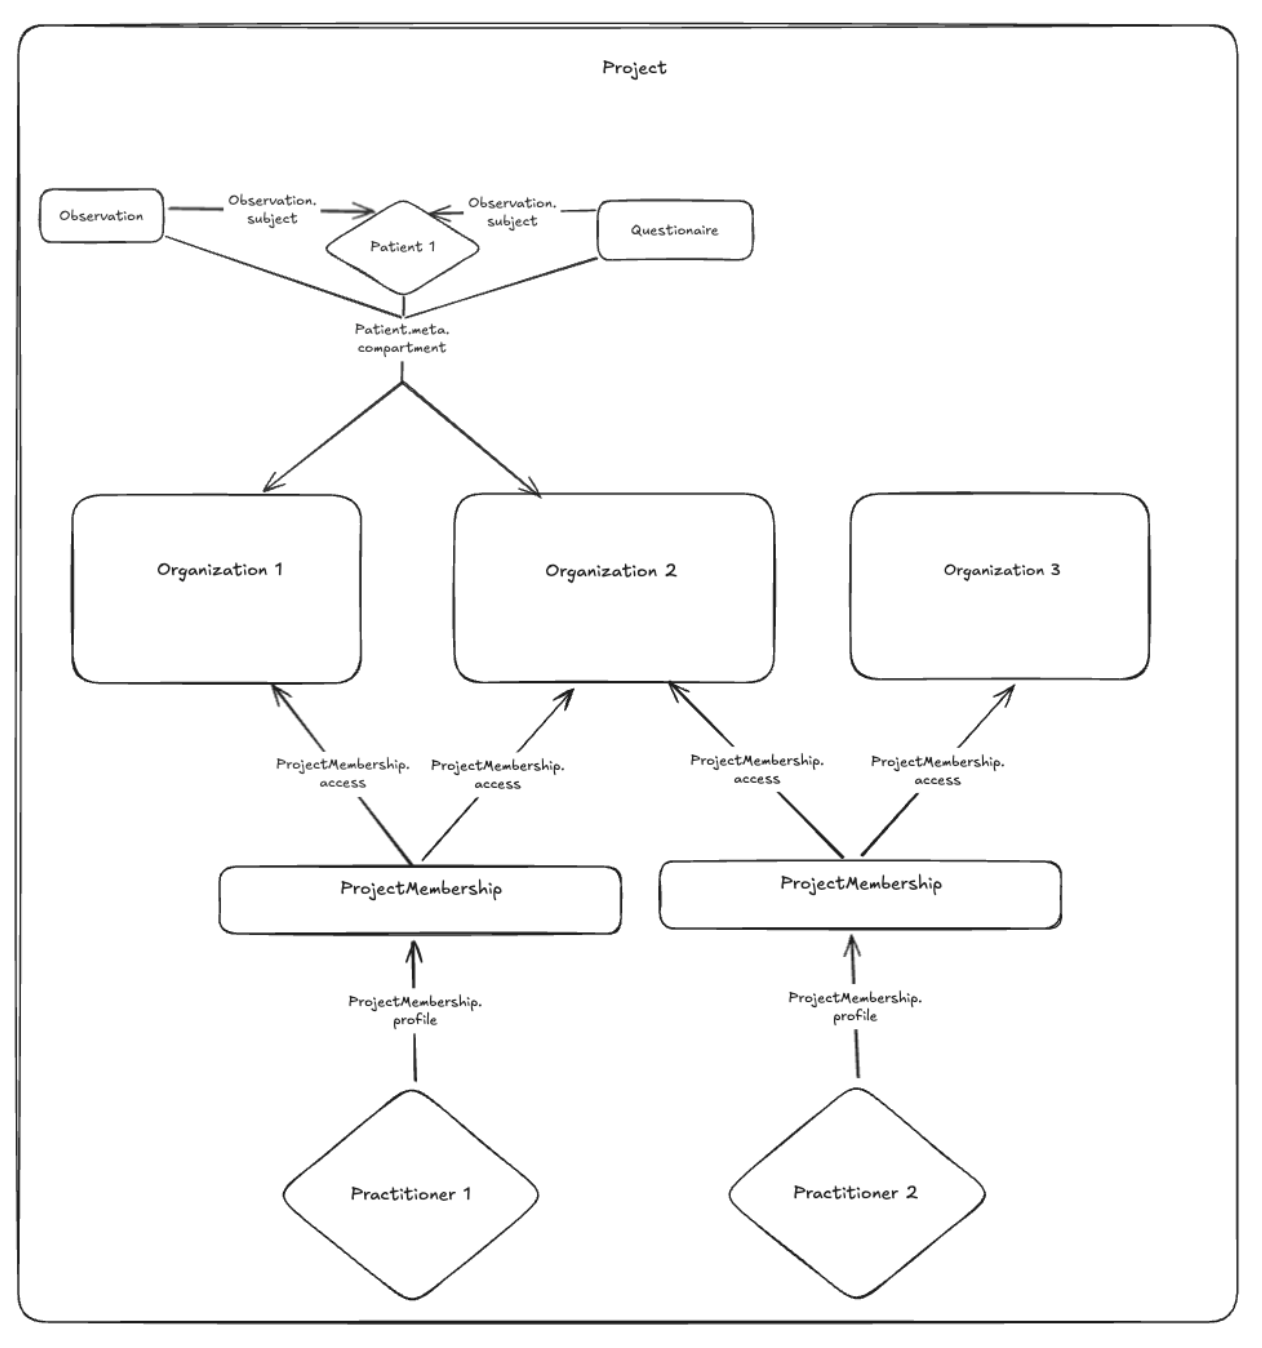 Project
Observation
Observation.
subject
Patient 1
Observation.
subject
Questionaire
Patient.meta.
compartment
Organization 1
Organization 2
Organization 3
ProjectMembership.
access
ProjectMembership.
access
ProjectMembership.
access
ProjectMembership.
access
ProjectMembership
ProjectMembership
ProjectMembership.
profile
ProjectMembership.
profile
Practitioner 1
Practitioner 2